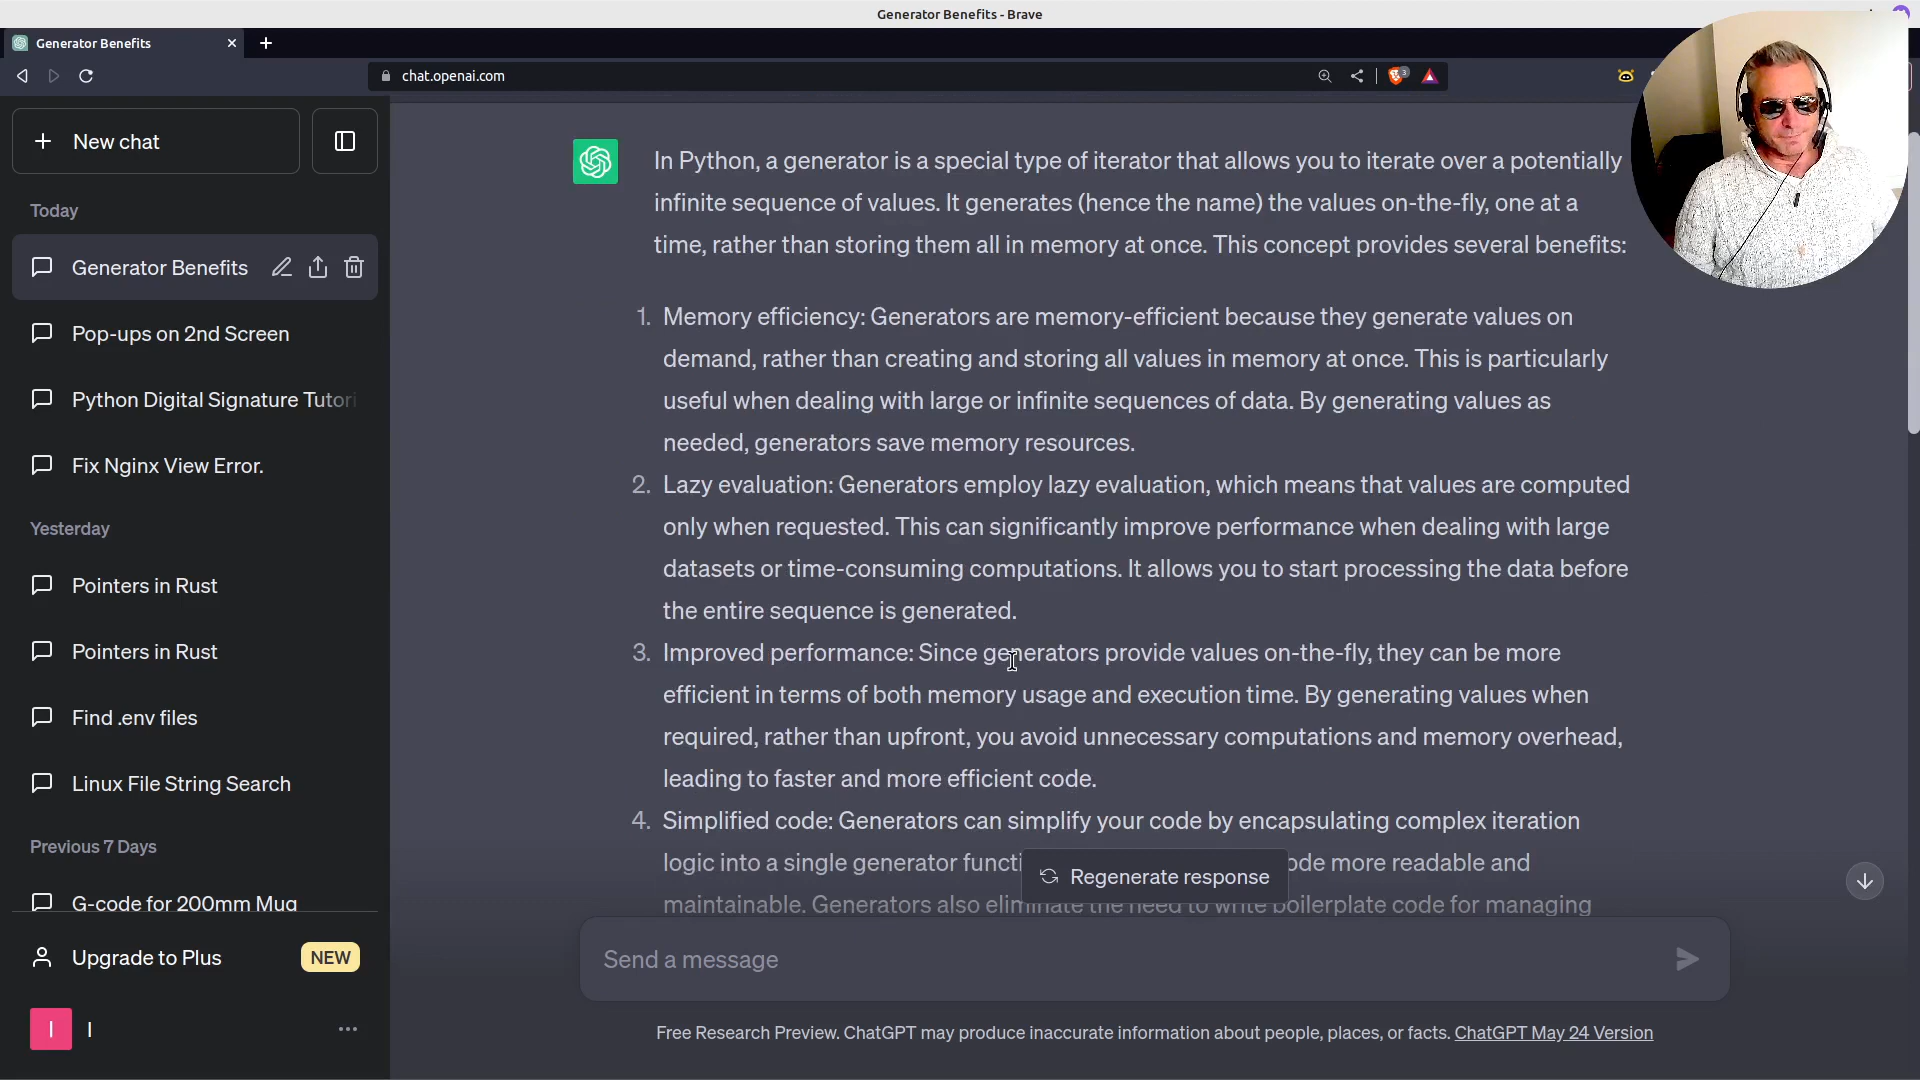 Generator Benefits - Brave
Generator Benefits
chat.openai.com
3
New chat
Today
Generator Benefits
Pop-ups on 2nd Screen
Python Digital Signature Tutori
Fix Nginx View Error.
Yesterday
Pointers in Rust
Pointers in Rust
Find .env files
Linux File String Search
Previous 7 Days
G-code for 200mm Mug
Upgrade to Plus NEW
I I
In Python, a generator is a special type of iterator that allows you to iterate over a potentially
infinite sequence of values. It generates (hence the name) the values on-the-fly, one at a
time, rather than storing them all in memory at once. This concept provides several benefits:
1. Memory efficiency: Generators are memory-efficient because they generate values on
demand, rather than creating and storing all values in memory at once. This is particularly
useful when dealing with large or infinite sequences of data. By generating values as
needed, generators save memory resources.
2. Lazy evaluation: Generators employ lazy evaluation, which means that values are computed
only when requested. This can significantly improve performance when dealing with large
datasets or time-consuming computations. It allows you to start processing the data before
the entire sequence is generated.
3. Improved performance: Since generators provide values on-the-fly, they can be more
efficient in terms of both memory usage and execution time. By generating values when
required, rather than upfront, you avoid unnecessary computations and memory overhead,
leading to faster and more efficient code.
4. Simplified code: Generators can simplify your code by encapsulating complex iteration
logic into a single generator functi ode more readable and
maintainable. Generators also eliminate the need to write boilerplate code for managing
Regenerate response
Send a message
Free Research Preview. ChatGPT may produce inaccurate information about people, places, or facts. ChatGPT May 24 Version